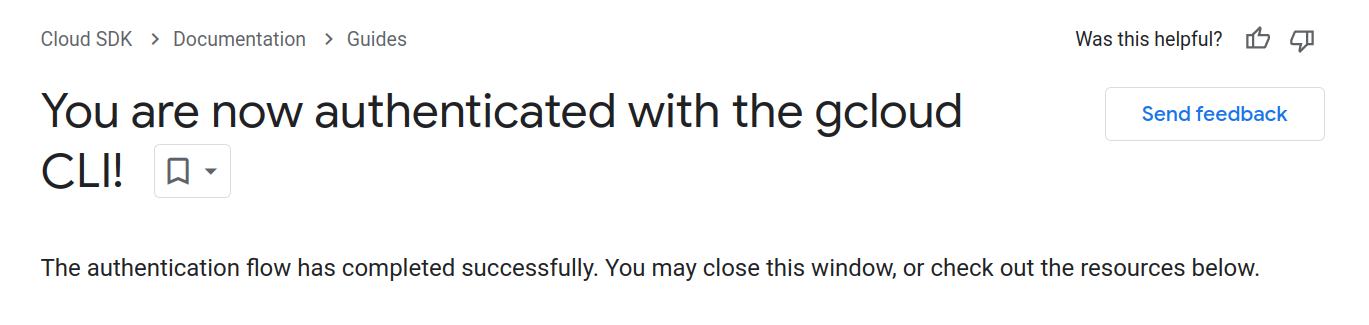 Cloud SDK > Documentation > Guides
Was this helpful?
You are now authenticated with the gcloud
CLI!
Send feedback
The authentication flow has completed successfully. You may close this window, or check out the resources below.